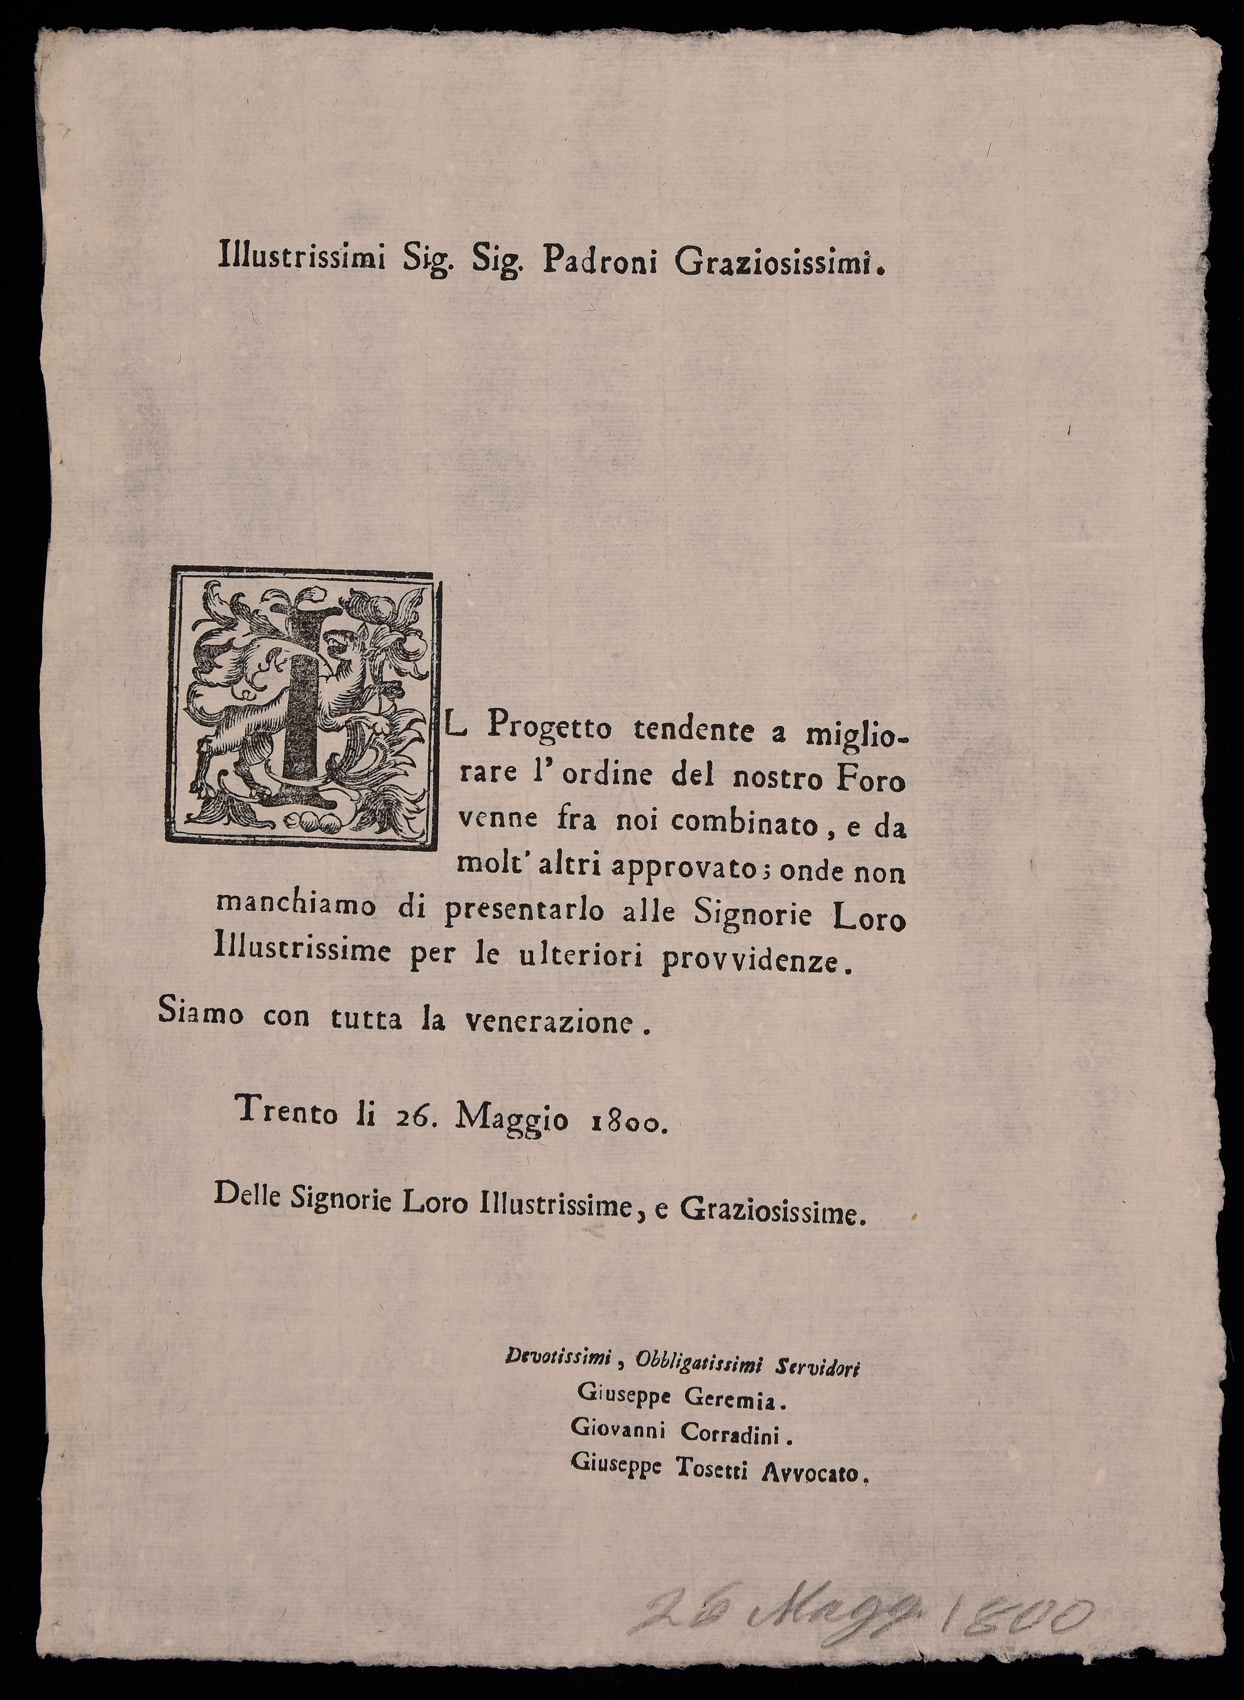 Illustrissimi Sig. Sig. Padroni Graziosissimi.
IL Progetto tendente a miglio-
rare l' ordine del nostro Foro
venne fra noi combinato, e da
molt' altri approvato; onde non
manchiamo di presentarlo alle Signorie Loro
Illustrissime per le ulteriori provvidenze.
Siamo con tutta la venerazione.
Trento li 26. Maggio 1800.
Delle Signorie Loro Illustrissime, e Graziosissime.
Devotissimi, Obbligatissimi Servidori
Giuseppe Geremia.
Giovanni Corradini.
Giuseppe Tosetti Avvocato.
26 Magg. 1800